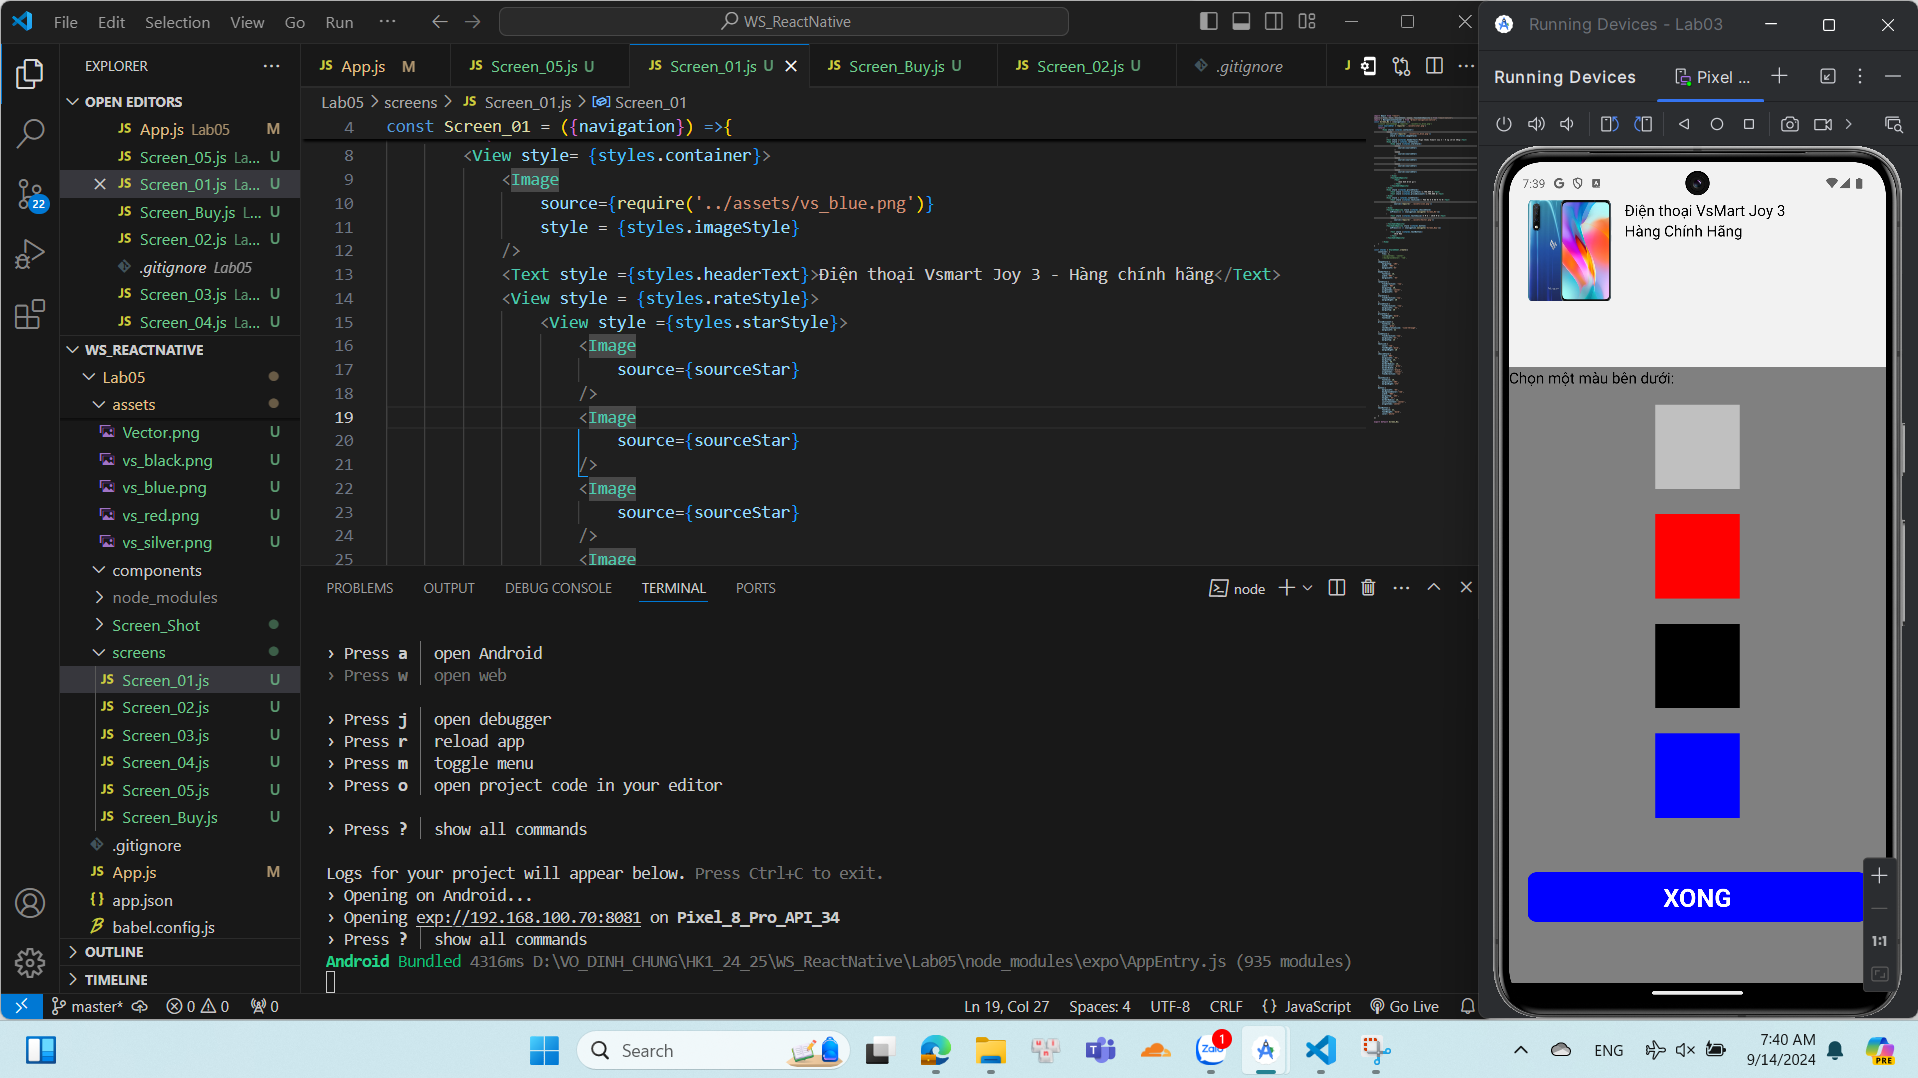 File Edit Selection View Go Run ··· WS_ReactNative
EXPLORER ···
OPEN EDITORS
JS App.js Lab05 M
JS Screen_05.js La... U
JS Screen_01.js La... U
JS Screen_Buy.js L... U
JS Screen_02.js La... U
.gitignore Lab05
JS Screen_03.js La... U
JS Screen_04.js La... U
WS_REACTNATIVE
Lab05
assets
Vector.png U
vs_black.png U
vs_blue.png U
vs_red.png U
vs_silver.png U
components
node_modules
Screen_Shot
screens
JS Screen_01.js U
JS Screen_02.js U
JS Screen_03.js U
JS Screen_04.js U
JS Screen_05.js U
JS Screen_Buy.js U
.gitignore
JS App.js M
{} app.json
babel.config.js
OUTLINE
TIMELINE
22
JS App.js M JS Screen_05.js U JS Screen_01.js U JS Screen_Buy.js U JS Screen_02.js U .gitignore
Lab05 > screens > JS Screen_01.js > Screen_01
4 const Screen_01 = ({navigation}) =>{
8 <View style= {styles.container}>
9 <Image
10 source={require('../assets/vs_blue.png')}
11 style = {styles.imageStyle}
12 />
13 <Text style ={styles.headerText}>Điện thoại Vsmart Joy 3 - Hàng chính hãng</Text>
14 <View style = {styles.rateStyle}>
15 <View style ={styles.starStyle}>
16 <Image
17 source={sourceStar}
18 />
19 <Image
20 source={sourceStar}
21 />
22 <Image
23 source={sourceStar}
24 />
25 <Image
PROBLEMS OUTPUT DEBUG CONSOLE TERMINAL PORTS node
› Press a │ open Android
› Press w │ open web
› Press j │ open debugger
› Press r │ reload app
› Press m │ toggle menu
› Press o │ open project code in your editor
› Press ? │ show all commands
Logs for your project will appear below. Press Ctrl+C to exit.
› Opening on Android...
› Opening exp://192.168.100.70:8081 on Pixel_8_Pro_API_34
› Press ? │ show all commands
Android Bundled 4316ms D:\VO_DINH_CHUNG\HK1_24_25\WS_ReactNative\Lab05\node_modules\expo\AppEntry.js (935 modules)
master* 0 0 0 Ln 19, Col 27 Spaces: 4 UTF-8 CRLF {} JavaScript Go Live
Running Devices - Lab03
Running Devices Pixel ...
7:39 G
Điện thoại VsMart Joy 3
Hàng Chính Hãng
Chọn một màu bên dưới:
XONG
1:1
Search
Zalo
1
ENG
7:40 AM
9/14/2024
PRE